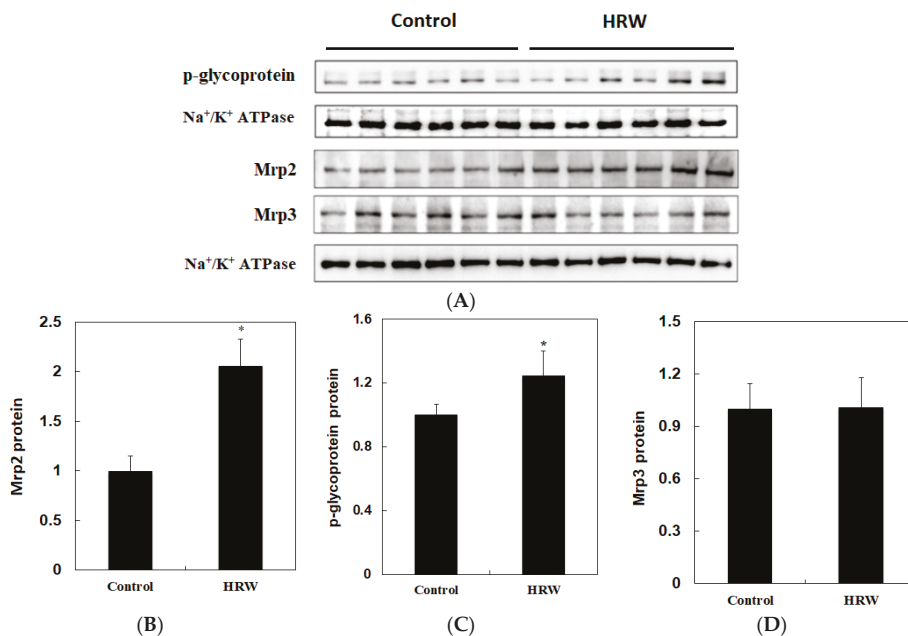 Control HRW
p-glycoprotein
Na⁺/K⁺ ATPase
Mrp2
Mrp3
Na⁺/K⁺ ATPase
(A)
Mrp2 protein
2.5
2
1.5
1
0.5
0
*
Control HRW
(B)
p-glycoprotein protein
1.6
1.2
0.8
0.4
0
*
Control HRW
(C)
Mrp3 protein
1.5
1.2
0.9
0.6
0.3
0
Control HRW
(D)